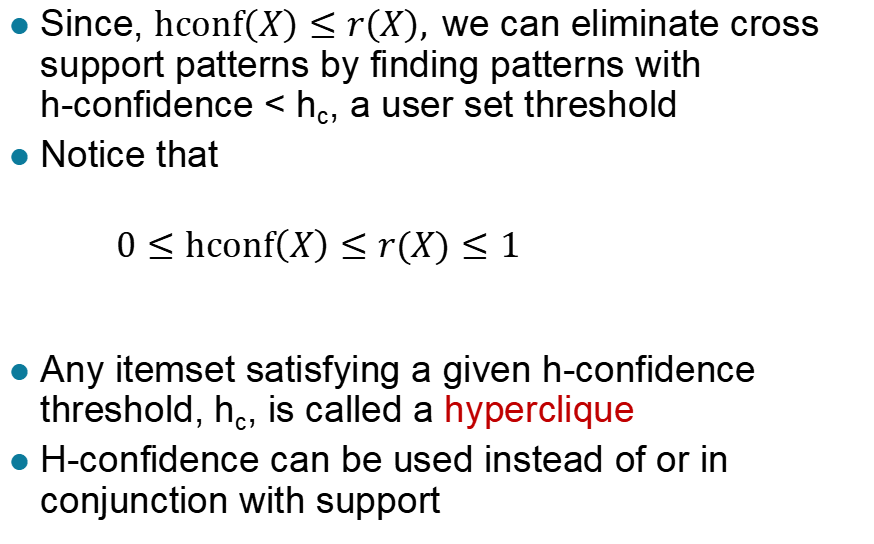 ● Since, hconf(X) ≤ r(X), we can eliminate cross
support patterns by finding patterns with
h-confidence < hc, a user set threshold
● Notice that
0 ≤ hconf(X) ≤ r(X) ≤ 1
● Any itemset satisfying a given h-confidence
threshold, hc, is called a hyperclique
● H-confidence can be used instead of or in
conjunction with support